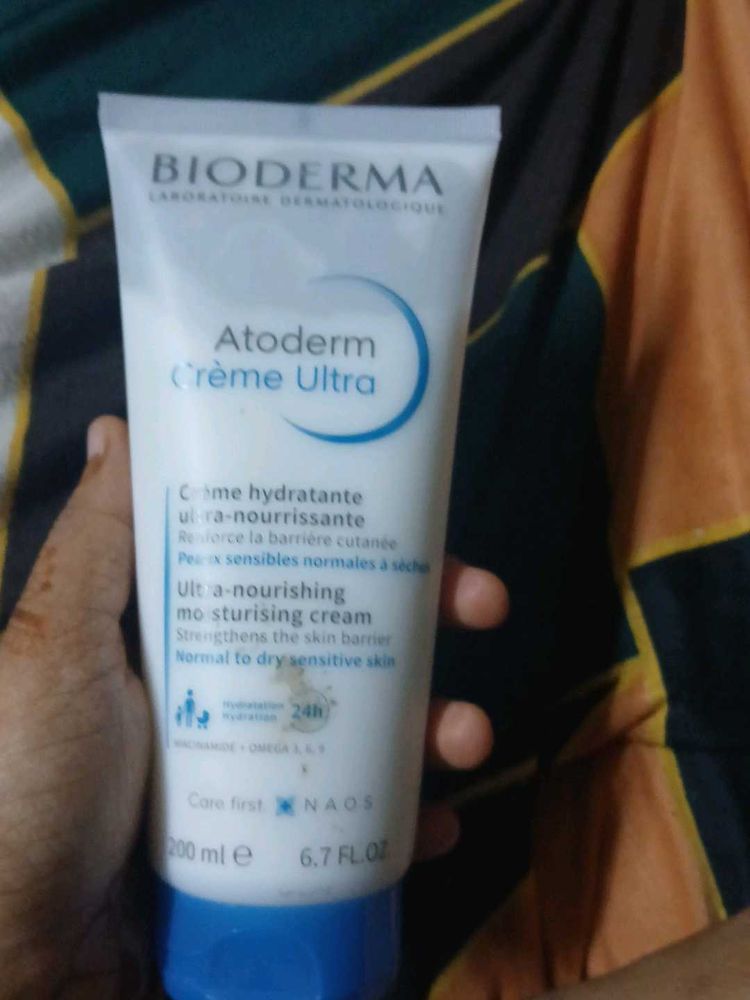 BIODERMA
LABORATOIRE DERMATOLOGIQUE
Atoderm
Crème Ultra
Crème hydratante
ultra-nourrissante
Renforce la barrière cutanée
Peaux sensibles normales à sèches
Ultra-nourishing
moisturising cream
Strengthens the skin barrier
Normal to dry sensitive skin
Hydratation
Hydration
24h
NIACINAMIDE + OMEGA 3, 6, 9
Care first NAOS
200 ml e 6.7 FL.OZ